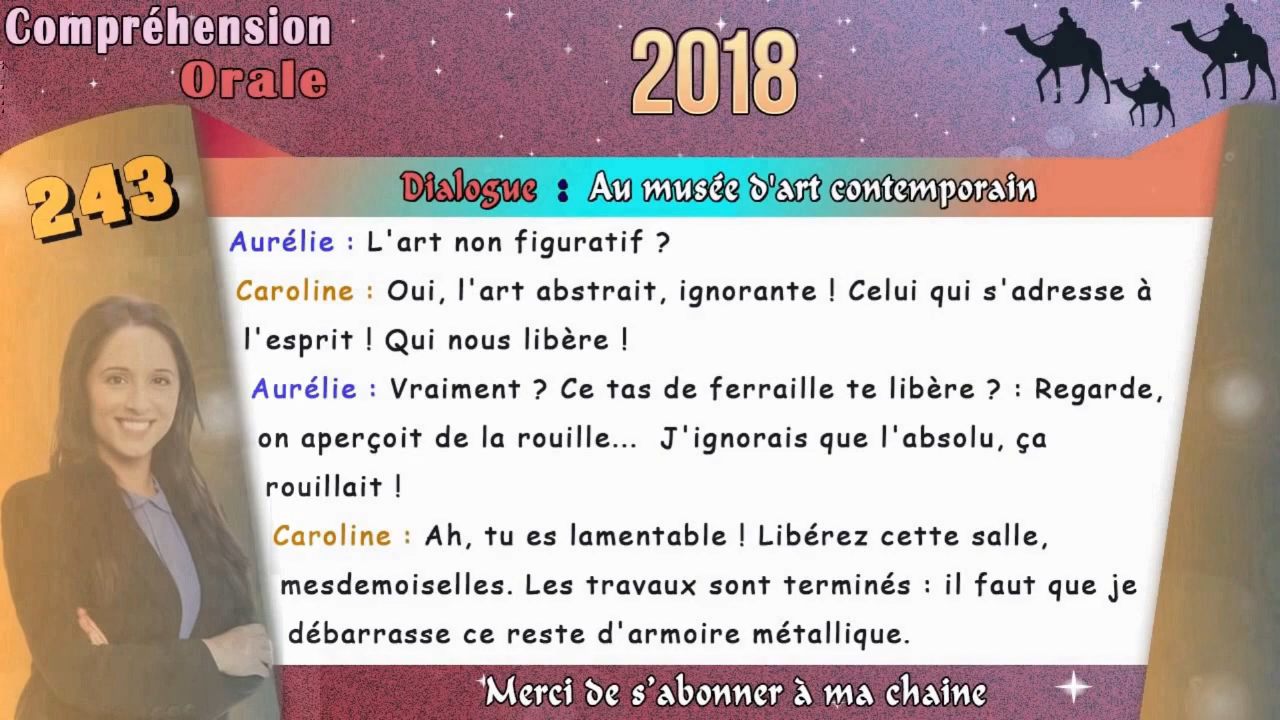 Compréhension
Orale
2018
243
Dialogue : Au musée d'art contemporain
Aurélie : L'art non figuratif ?
Caroline : Oui, l'art abstrait, ignorante ! Celui qui s'adresse à
l'esprit ! Qui nous libère !
Aurélie : Vraiment ? Ce tas de ferraille te libère ? : Regarde,
on aperçoit de la rouille... J'ignorais que l'absolu, ça
rouillait !
Caroline : Ah, tu es lamentable ! Libérez cette salle,
mesdemoiselles. Les travaux sont terminés : il faut que je
débarrasse ce reste d'armoire métallique.
Merci de s'abonner à ma chaine